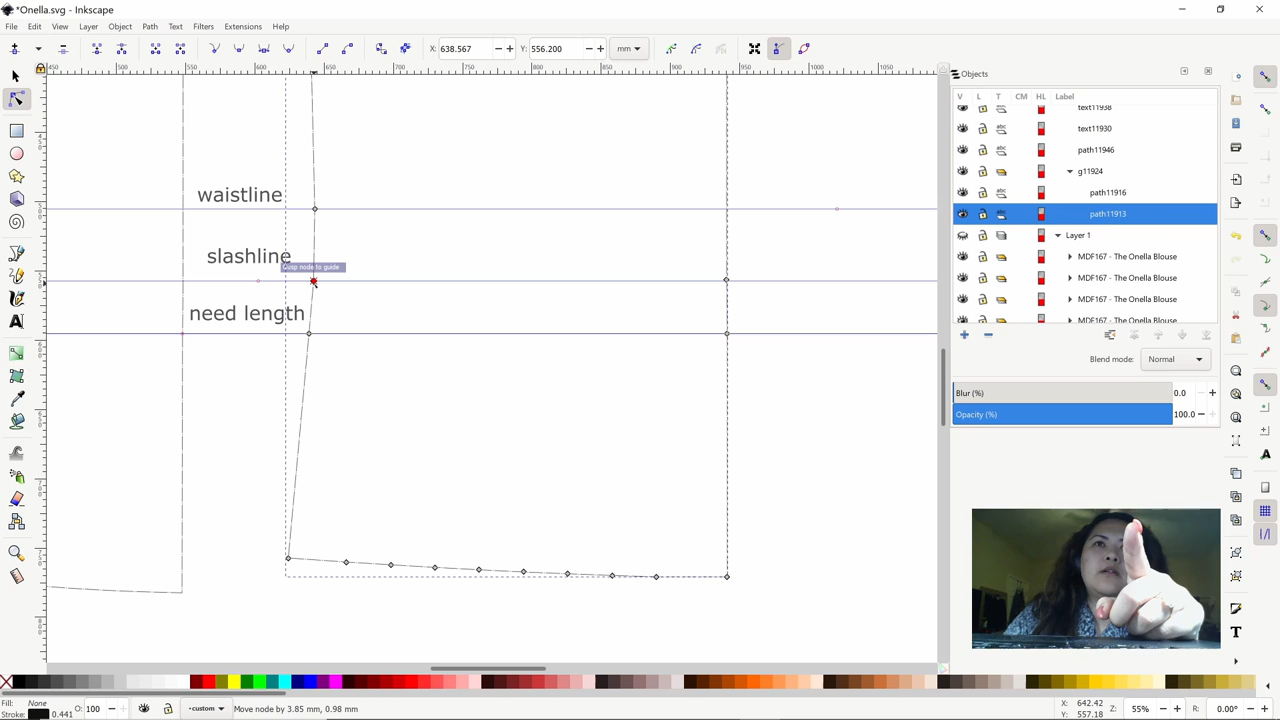 *Onella.svg - Inkscape
File Edit View Layer Object Path Text Filters Extensions Help
X: 638.567 Y: 556.200 mm
Objects
V L T CM HL Label
text11938
text11930
path11946
g11924
path11916
path11913
Layer 1
MDF167 - The Onella Blouse
MDF167 - The Onella Blouse
MDF167 - The Onella Blouse
MDF167 - The Onella Blouse
Blend mode: Normal
Blur (%) 0.0
Opacity (%) 100.0
waistline
slashline
Cusp node to guide
need length
Fill: None
Stroke: 0.441
O: 100
-custom
Move node by 3.85 mm, 0.98 mm
X: 642.42
Y: 557.18
Z: 55%
R: 0.00°